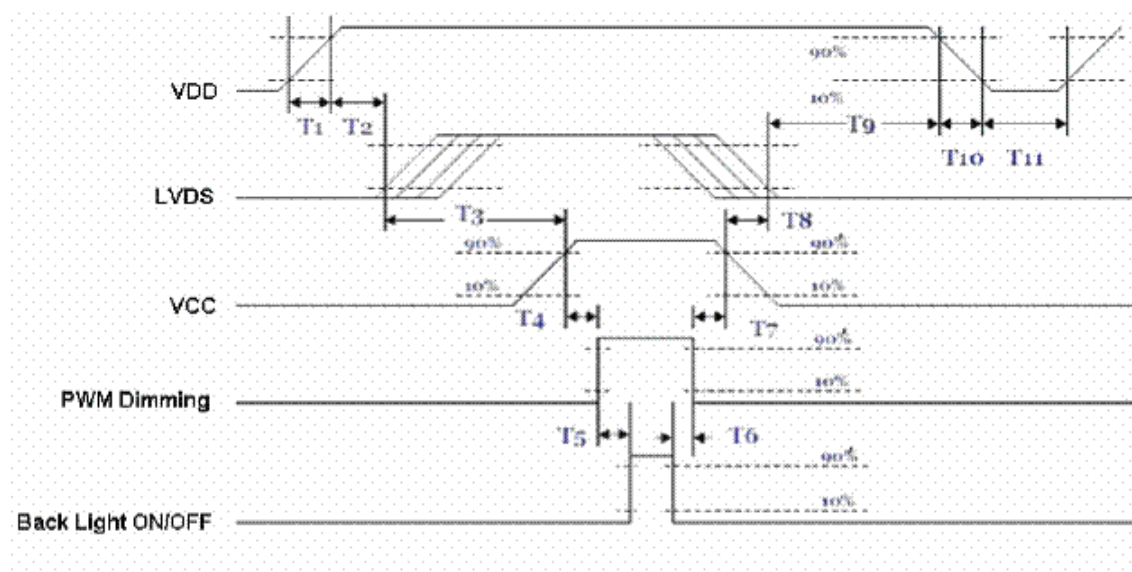 90%
VDD
10%
T1 T2 T9 T10 T11
LVDS
T3 T8
90% 90%
10% 10%
VCC
T4 T7
90%
10%
PWM Dimming
T5 T6
90%
10%
Back Light ON/OFF